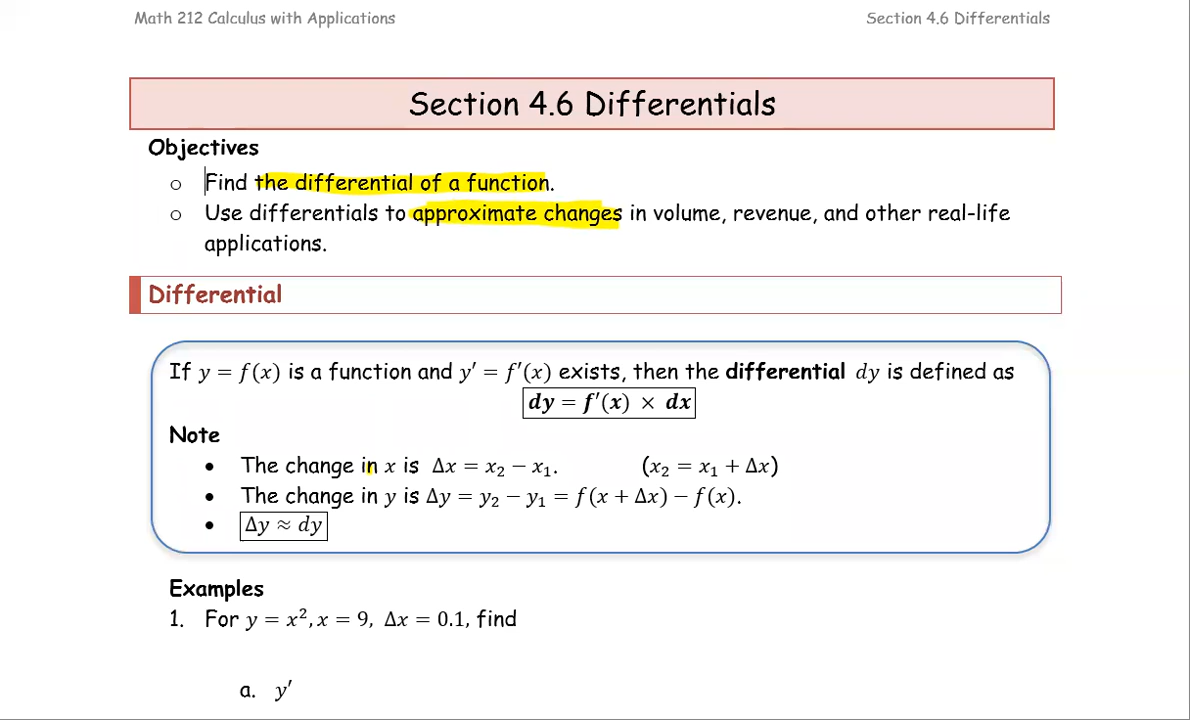 Math 212 Calculus with Applications
Section 4.6 Differentials
Section 4.6 Differentials
Objectives
o Find the differential of a function.
o Use differentials to approximate changes in volume, revenue, and other real-life
applications.
Differential
If y = f(x) is a function and y′ = f′(x) exists, then the differential dy is defined as
dy = f′(x) × dx
Note
• The change in x is Δx = x₂ − x₁. (x₂ = x₁ + Δx)
• The change in y is Δy = y₂ − y₁ = f(x + Δx) − f(x).
• Δy ≈ dy
Examples
1. For y = x², x = 9, Δx = 0.1, find
a. y′